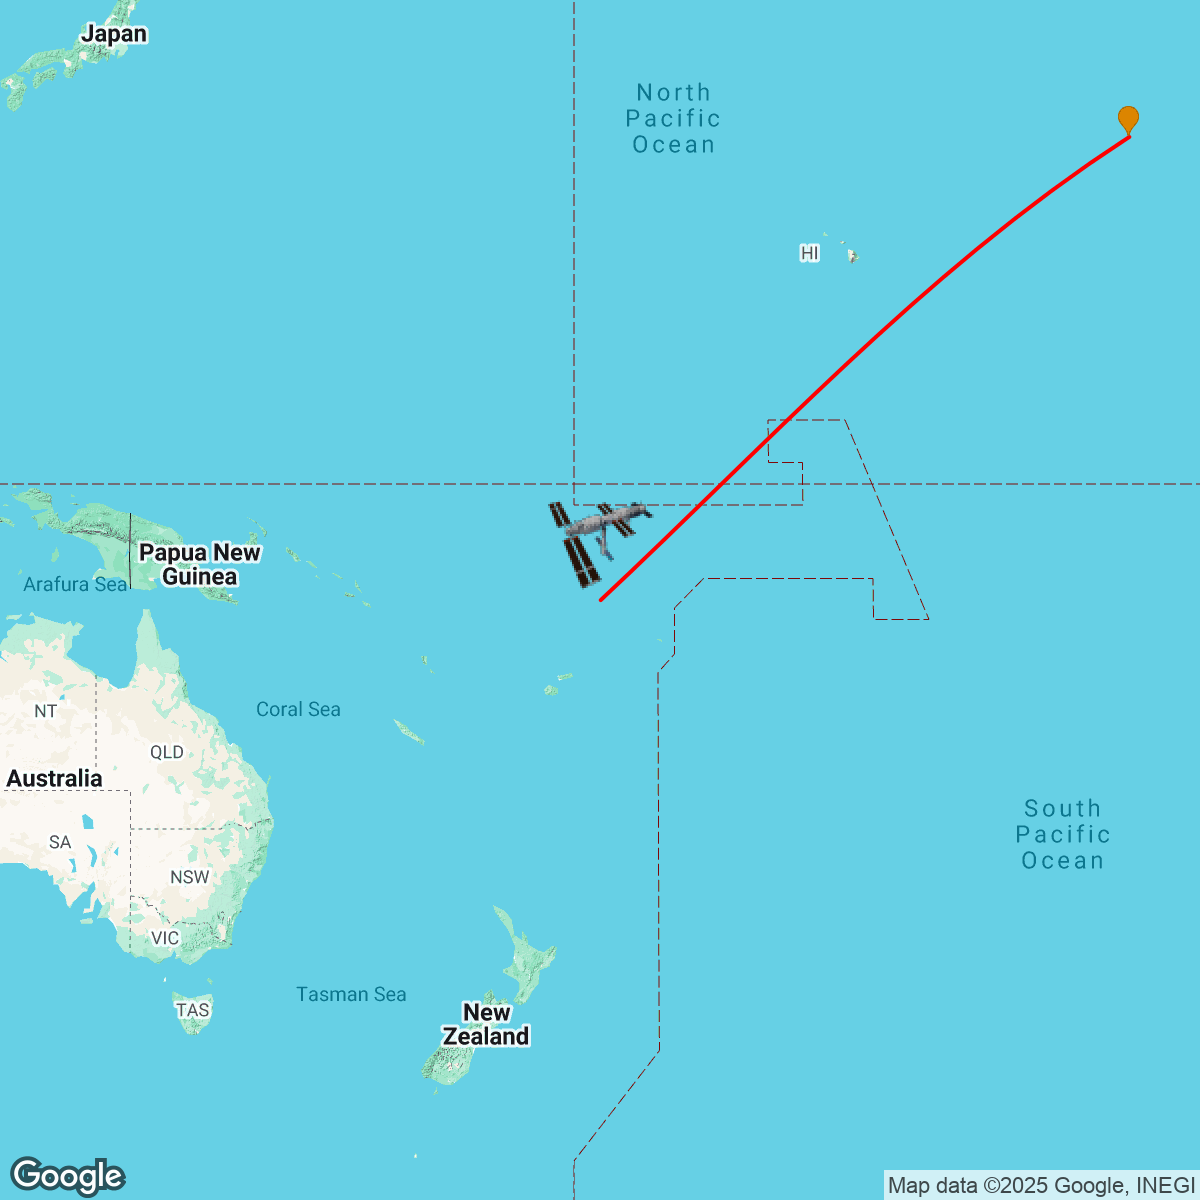 Japan
North
Pacific
Ocean
HI
Papua New
Guinea
Arafura Sea
NT
Coral Sea
QLD
Australia
South
Pacific
Ocean
SA
NSW
VIC
Tasman Sea
TAS
New
Zealand
Google
Map data ©2025 Google, INEGI